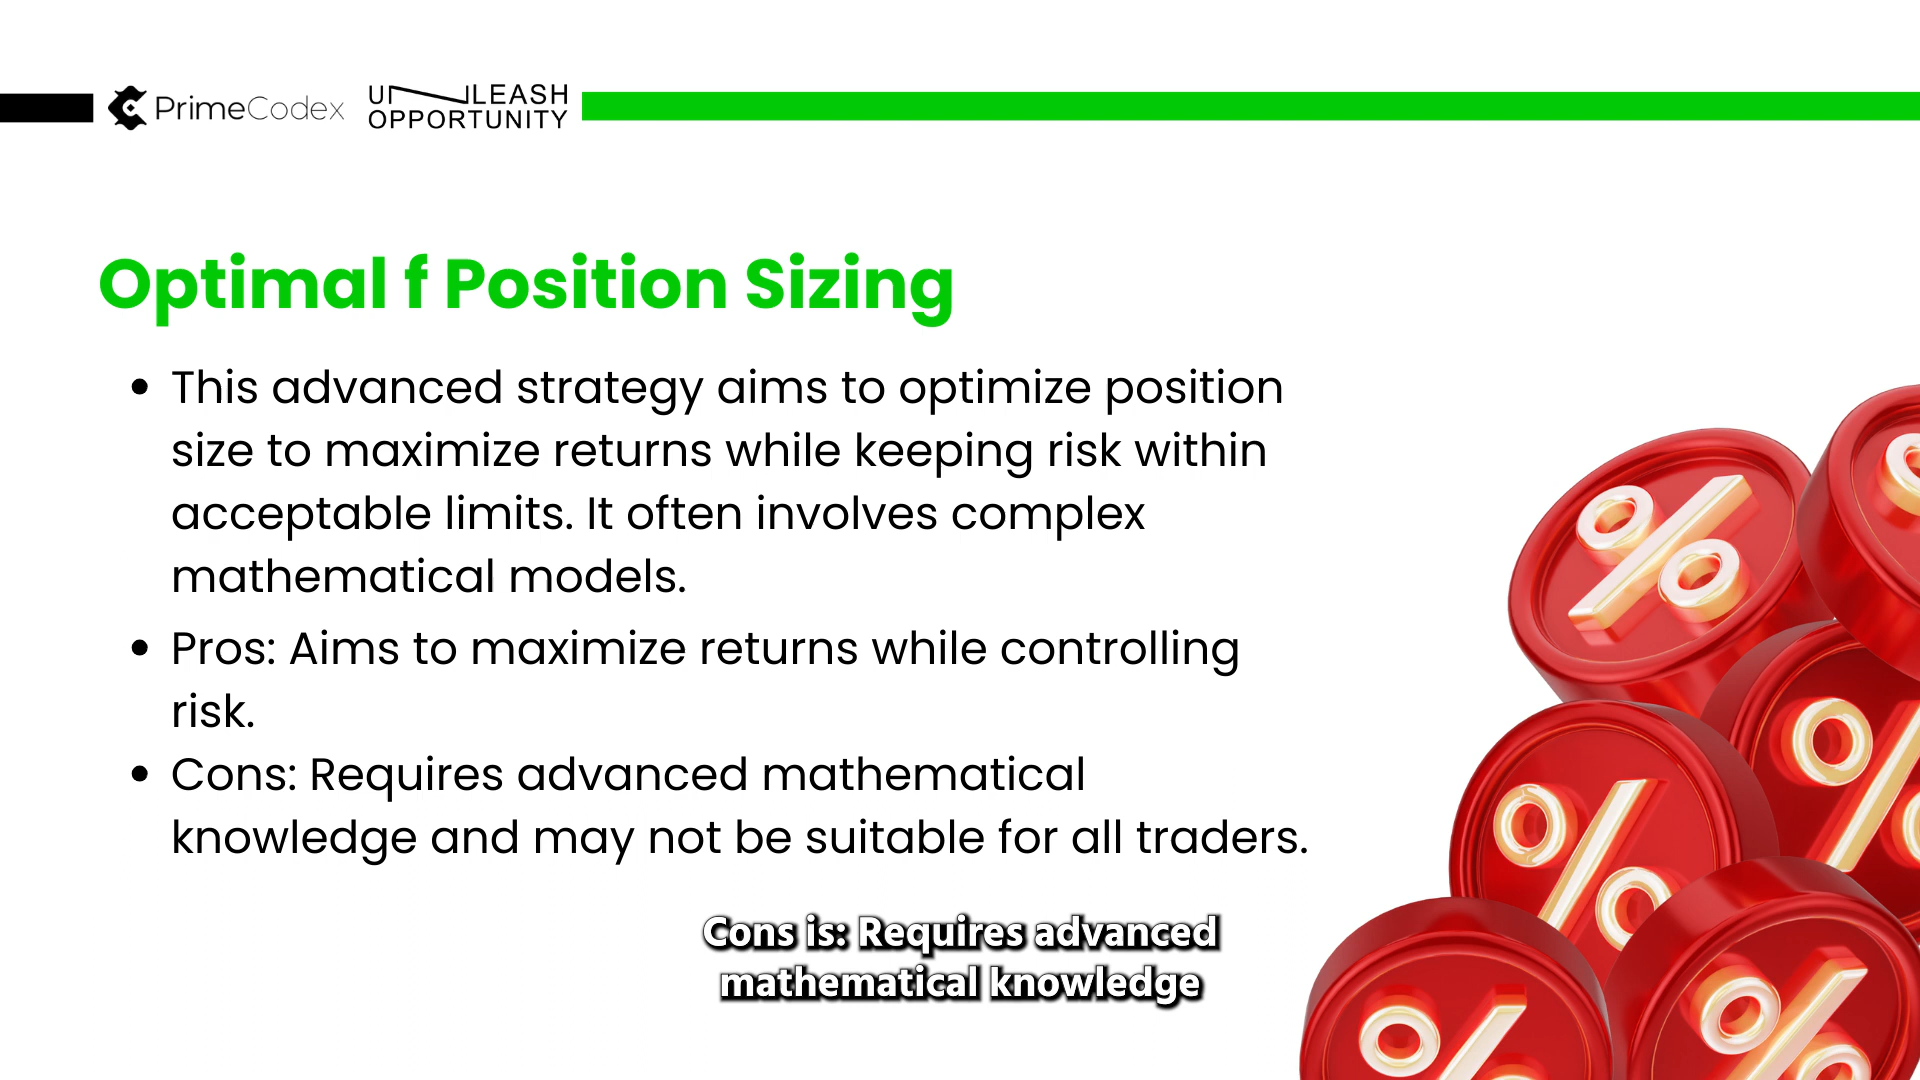 PrimeCodex
UNLEASH
OPPORTUNITY
Optimal f Position Sizing
• This advanced strategy aims to optimize position
size to maximize returns while keeping risk within
acceptable limits. It often involves complex
mathematical models.
• Pros: Aims to maximize returns while controlling
risk.
• Cons: Requires advanced mathematical
knowledge and may not be suitable for all traders.
Cons is: Requires advanced
mathematical knowledge
%
%
%
%
%
%